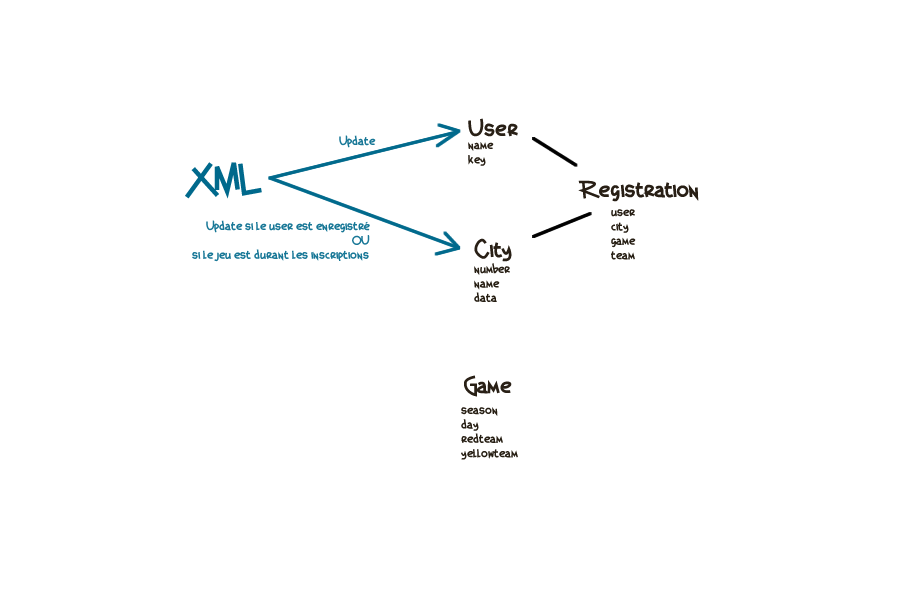 Update
XML
Update si le user est enregistré
OU
si le jeu est durant les inscriptions
User
name
key
Registration
user
city
game
team
City
number
name
data
Game
season
day
redteam
yellowteam